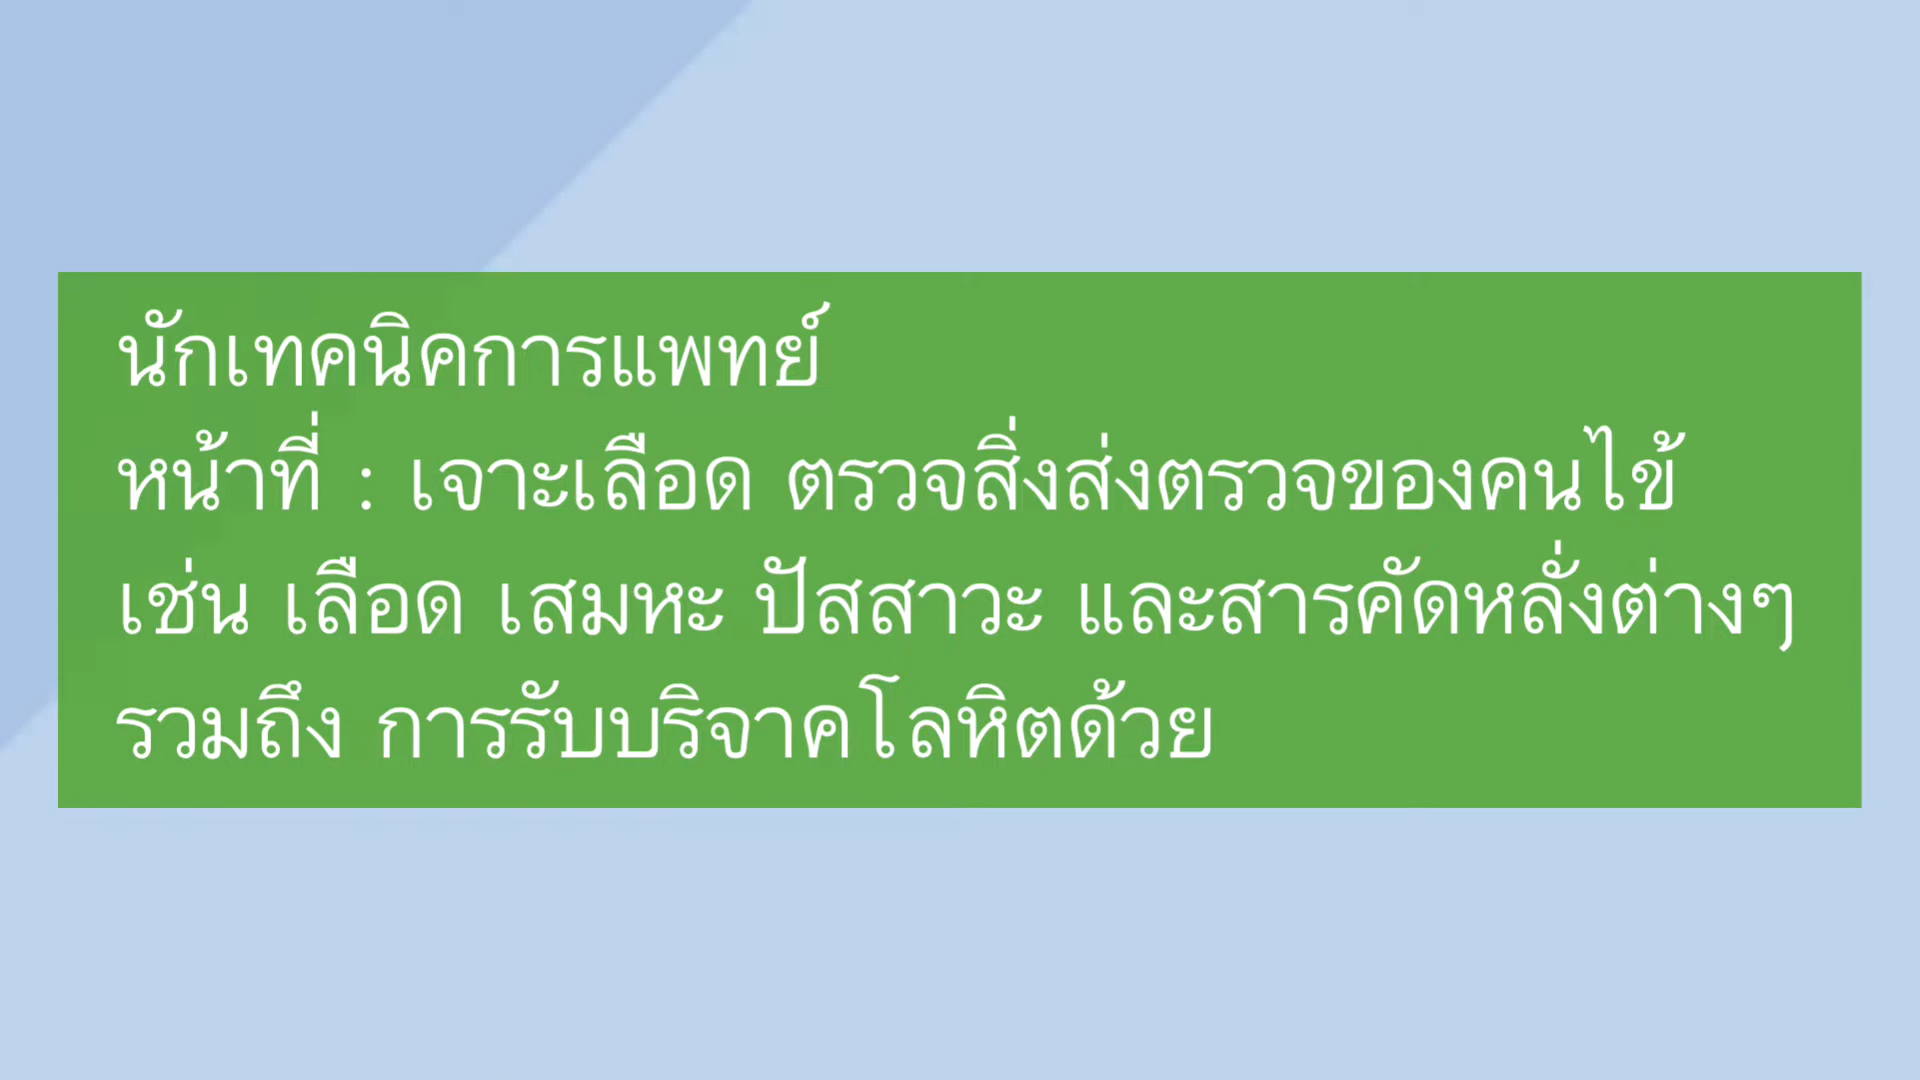 นักเทคนิคการแพทย์
หน้าที่ : เจาะเลือด ตรวจสิ่งส่งตรวจของคนไข้
เช่น เลือด เสมหะ ปัสสาวะ และสารคัดหลั่งต่างๆ
รวมถึง การรับบริจาคโลหิตด้วย